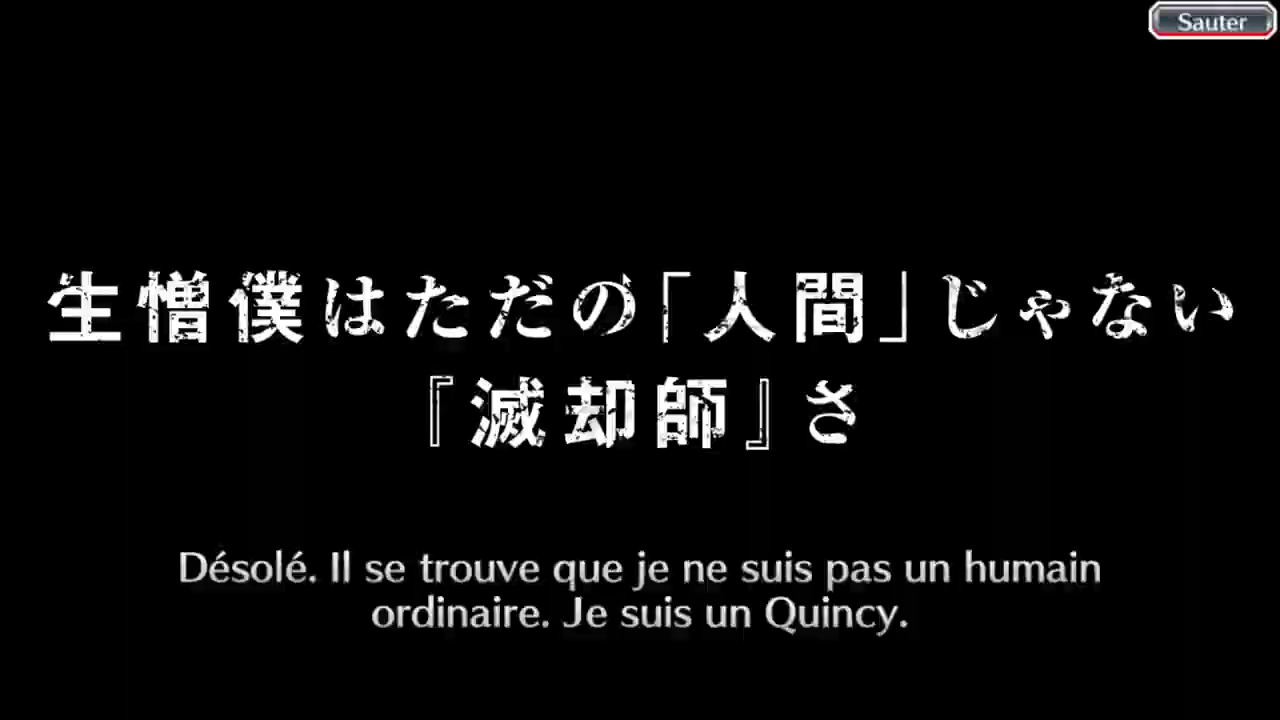 Sauter
生憎僕はただの「人間」じゃない
『滅却師』さ
Désolé. Il se trouve que je ne suis pas un humain
ordinaire. Je suis un Quincy.